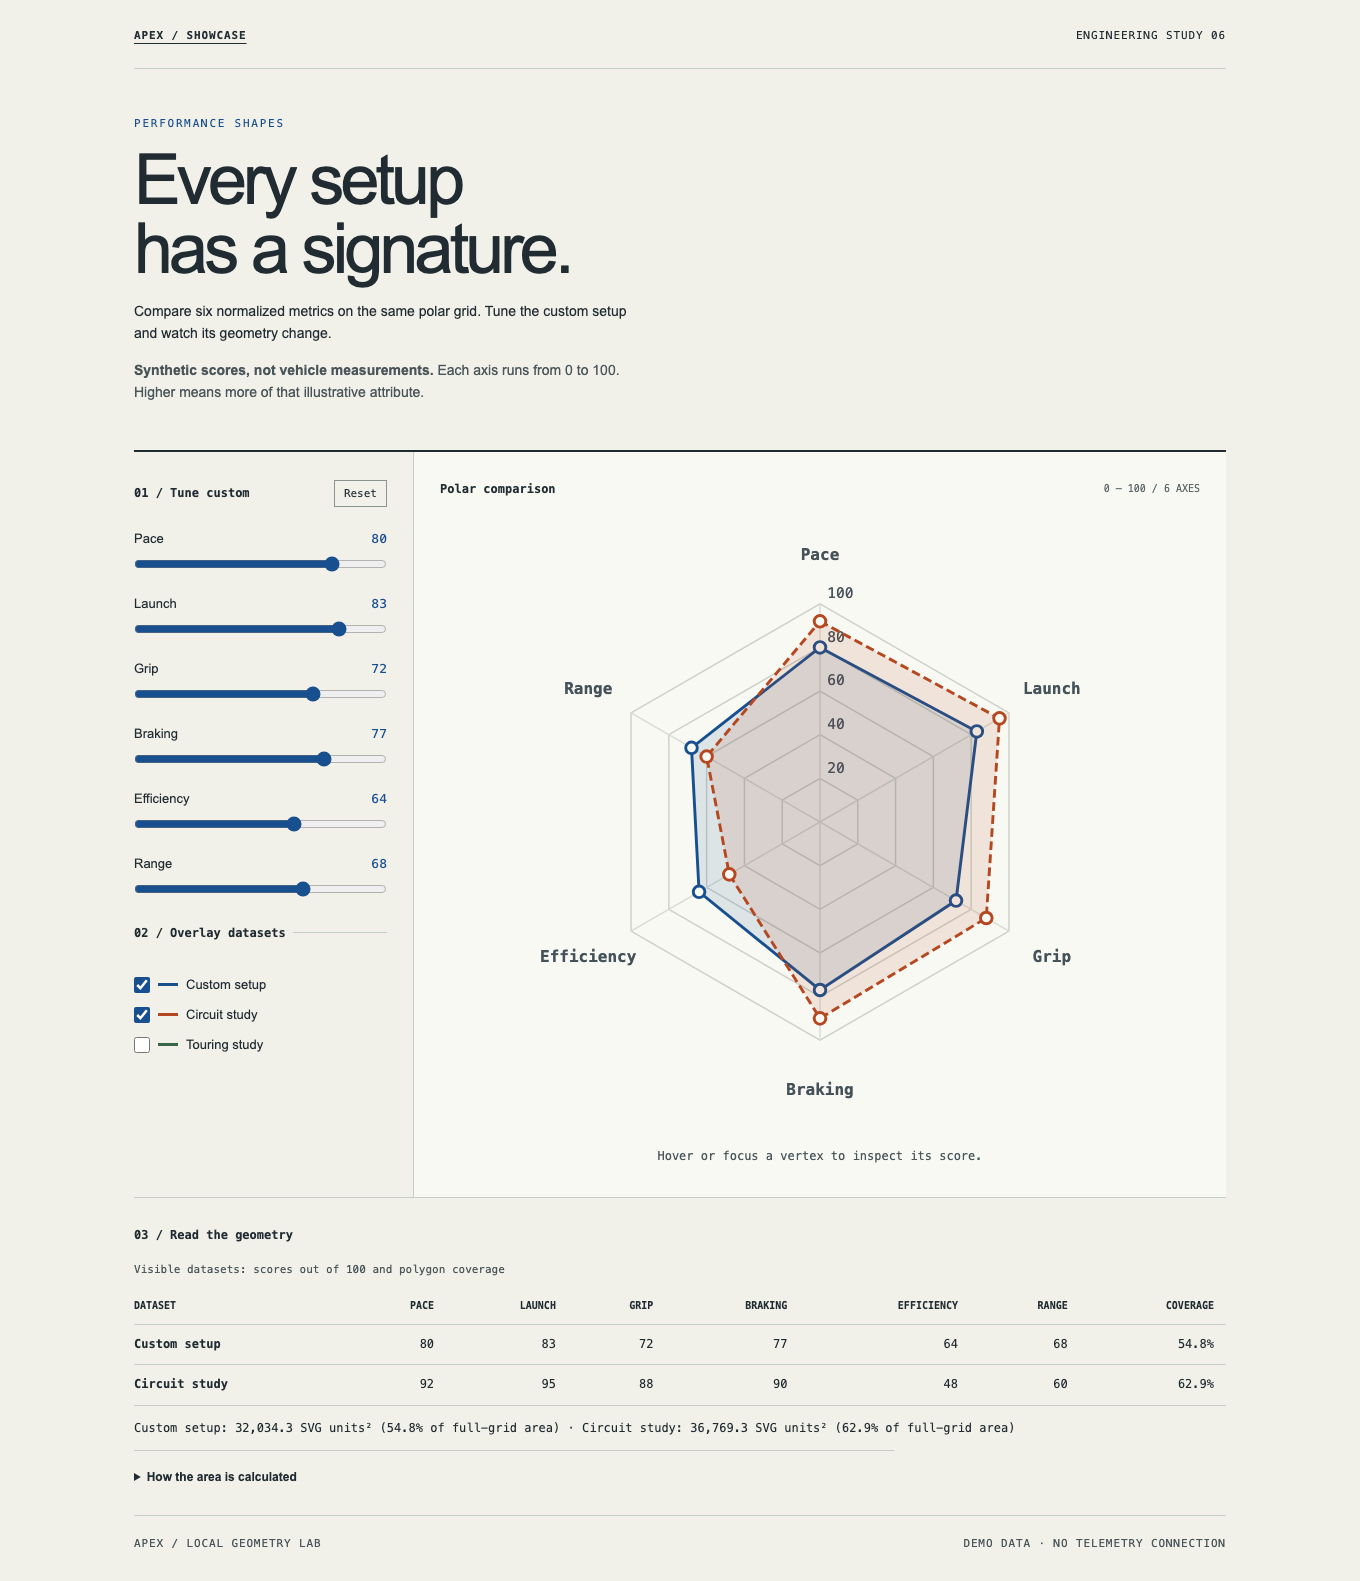 APEX / SHOWCASE
ENGINEERING STUDY 06
PERFORMANCE SHAPES
Every setup
has a signature.
Compare six normalized metrics on the same polar grid. Tune the custom setup
and watch its geometry change.
Synthetic scores, not vehicle measurements. Each axis runs from 0 to 100.
Higher means more of that illustrative attribute.
01 / Tune custom
Reset
Pace 80
Launch 83
Grip 72
Braking 77
Efficiency 64
Range 68
02 / Overlay datasets
Custom setup
Circuit study
Touring study
Polar comparison
0 — 100 / 6 AXES
Pace
100
80
60
40
20
Range
Launch
Efficiency
Grip
Braking
Hover or focus a vertex to inspect its score.
03 / Read the geometry
Visible datasets: scores out of 100 and polygon coverage
DATASET PACE LAUNCH GRIP BRAKING EFFICIENCY RANGE COVERAGE
Custom setup 80 83 72 77 64 68 54.8%
Circuit study 92 95 88 90 48 60 62.9%
Custom setup: 32,034.3 SVG units² (54.8% of full-grid area) · Circuit study: 36,769.3 SVG units² (62.9% of full-grid area)
How the area is calculated
APEX / LOCAL GEOMETRY LAB
DEMO DATA · NO TELEMETRY CONNECTION